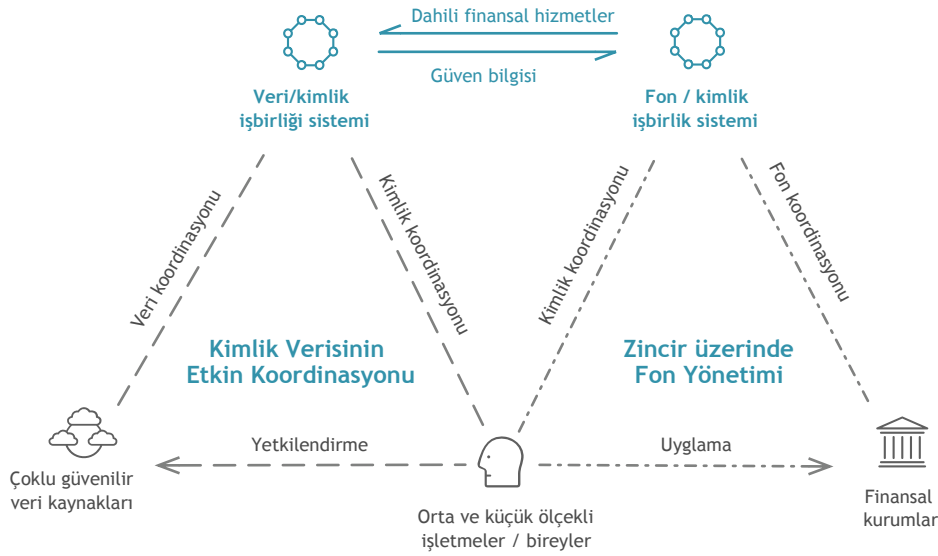 Dahili finansal hizmetler
Güven bilgisi
Veri/kimlik
işbirliği sistemi
Fon / kimlik
işbirlik sistemi
Veri koordinasyonu
Kimlik koordinasyonu
Kimlik koordinasyonu
Fon koordinasyonu
Kimlik Verisinin
Etkin Koordinasyonu
Zincir üzerinde
Fon Yönetimi
Yetkilendirme
Uyglama
Çoklu güvenilir
veri kaynakları
Orta ve küçük ölçekli
işletmeler / bireyler
Finansal
kurumlar